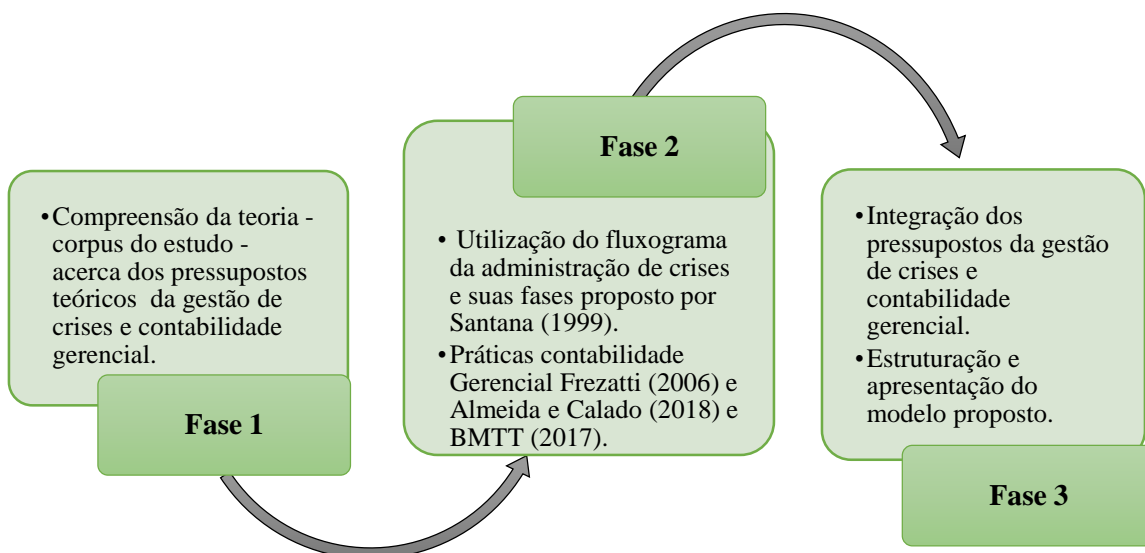 •Compreensão da teoria -
corpus do estudo -
acerca dos pressupostos
teóricos da gestão de
crises e contabilidade
gerencial.
Fase 1
Fase 2
• Utilização do fluxograma
da administração de crises
e suas fases proposto por
Santana (1999).
•Práticas contabilidade
Gerencial Frezatti (2006) e
Almeida e Calado (2018) e
BMTT (2017).
•Integração dos
pressupostos da gestão
de crises e
contabilidade
gerencial.
•Estruturação e
apresentação do
modelo proposto.
Fase 3